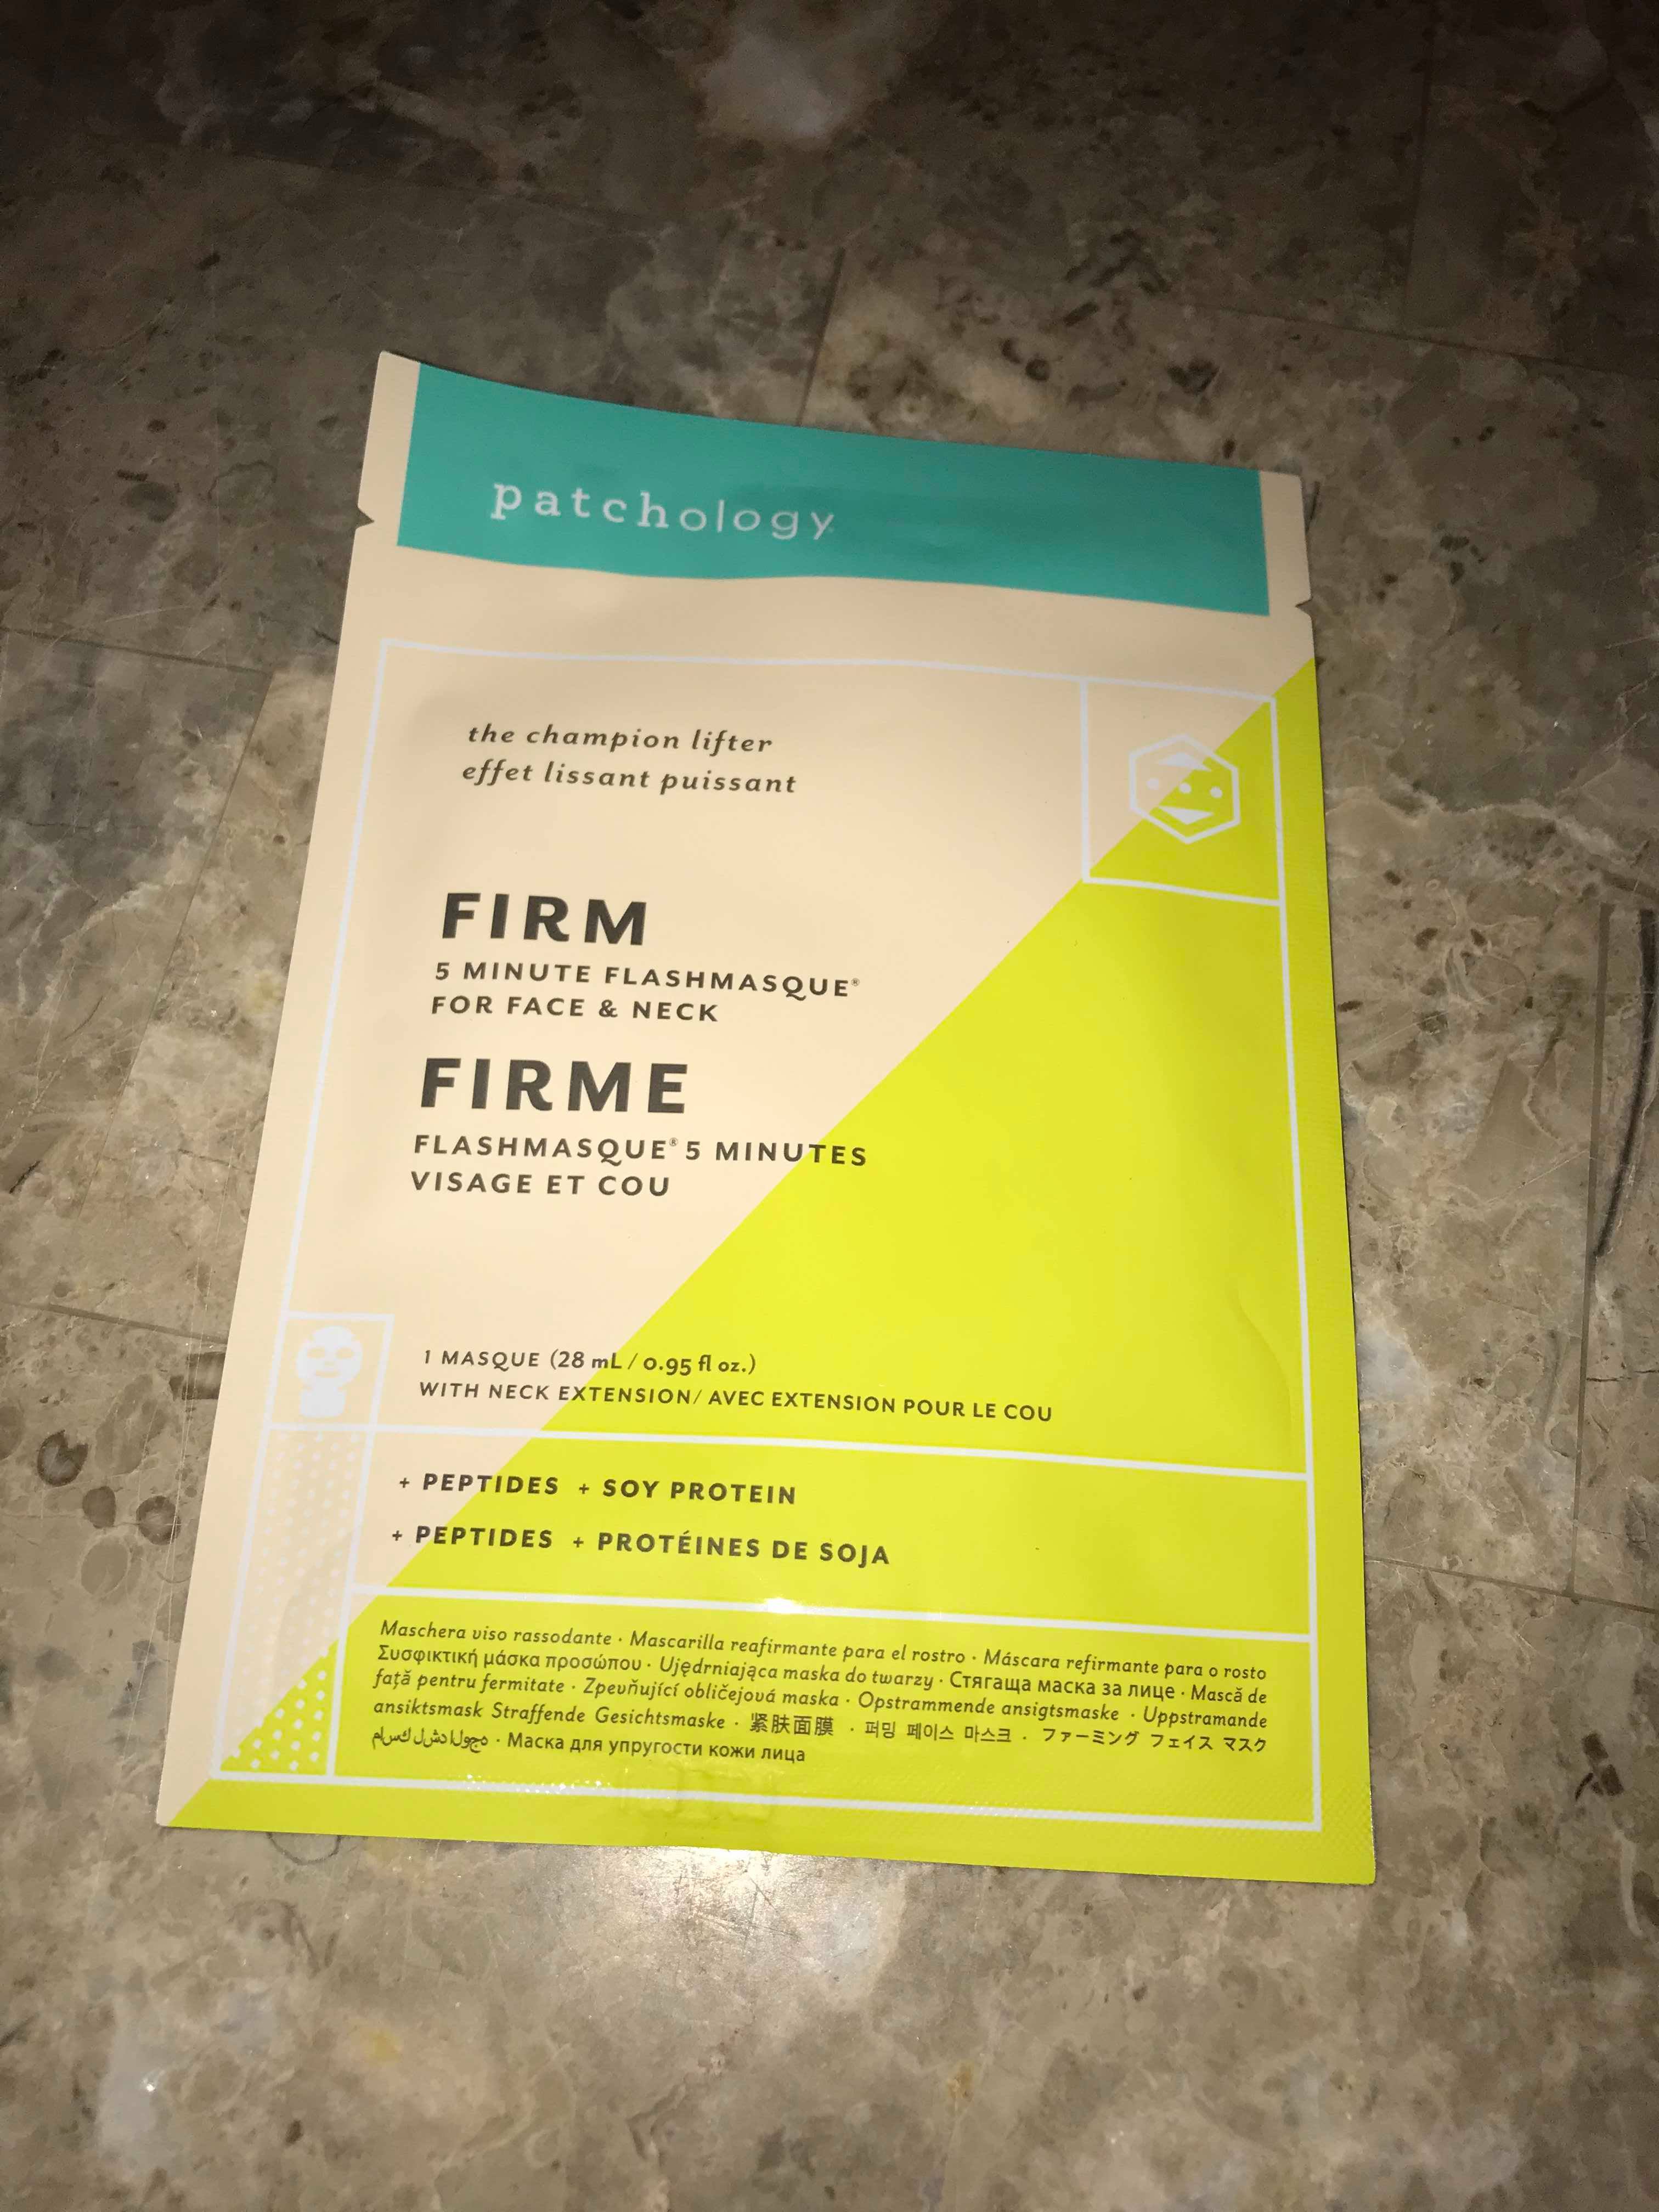 patchology
the champion lifter
effet lissant puissant
FIRM
5 MINUTE FLASHMASQUE®
FOR FACE & NECK
FIRME
FLASHMASQUE® 5 MINUTES
VISAGE ET COU
1 MASQUE (28 mL / 0.95 fl oz.)
WITH NECK EXTENSION/ AVEC EXTENSION POUR LE COU
+ PEPTIDES + SOY PROTEIN
+ PEPTIDES + PROTÉINES DE SOJA
Maschera viso rassodante · Mascarilla reafirmante para el rostro · Máscara refirmante para o rosto
Συσφικτική μάσκα προσώπου · Ujędrniająca maska do twarzy · Стягаща маска за лице · Mască de
față pentru fermitate · Zpevňující obličejová maska · Opstrammende ansigtsmaske · Uppstramande
ansiktsmask Straffende Gesichtsmaske · 紧肤面膜 · 퍼밍 페이스 마스크 · ファーミング フェイス マスク
· Маска для упругости кожи лица